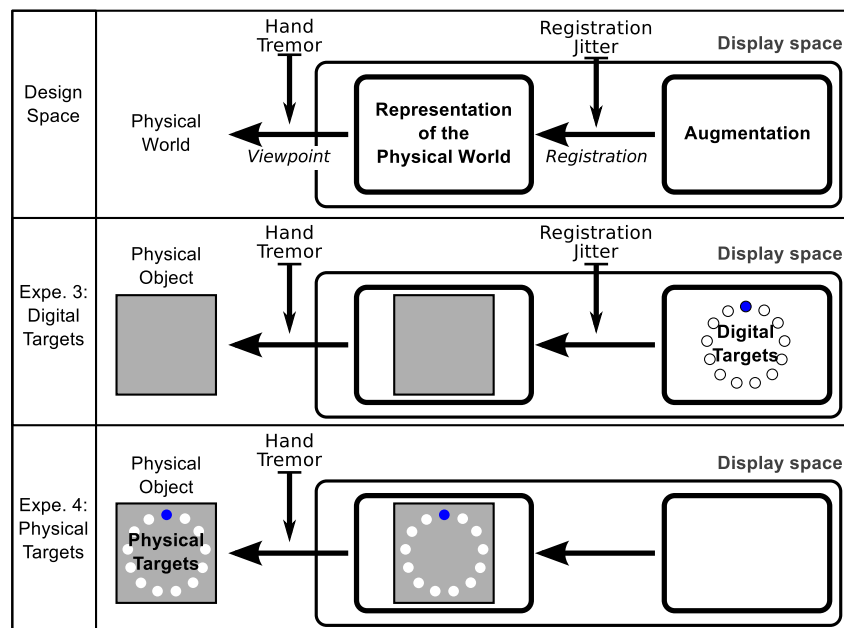 Design
Space
Hand
Tremor
Registration
Jitter
Display space
Physical
World
Viewpoint
Representation
of the
Physical World
Registration
Augmentation
Expe. 3:
Digital
Targets
Physical
Object
Hand
Tremor
Registration
Jitter
Display space
Digital
Targets
Expe. 4:
Physical
Targets
Physical
Object
Hand
Tremor
Display space
Physical
Targets